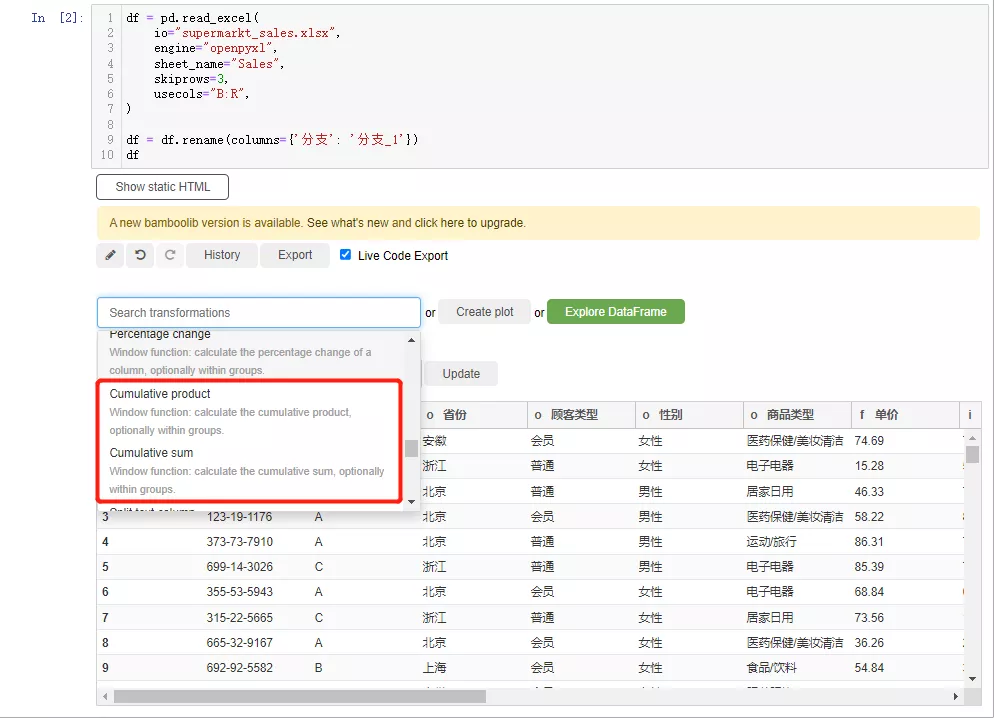 In [2]:
1 df = pd.read_excel(
2 io="supermarkt_sales.xlsx",
3 engine="openpyxl",
4 sheet_name="Sales",
5 skiprows=3,
6 usecols="B:R",
7 )
8
9 df = df.rename(columns={'分支': '分支_1'})
10 df
Show static HTML
A new bamboolib version is available. See what's new and click here to upgrade.
History Export Live Code Export
Search transformations or Create plot or Explore DataFrame
Percentage change
Window function: calculate the percentage change of a
column, optionally within groups.
Update
Cumulative product
Window function: calculate the cumulative product,
optionally within groups.
Cumulative sum
Window function: calculate the cumulative sum, optionally
within groups.
Split text column
o 省份 o 顾客类型 o 性别 o 商品类型 f 单价 i
安徽 会员 女性 医药保健/美妆清洁 74.69
浙江 普通 女性 电子电器 15.28
北京 普通 男性 居家日用 46.33
3 123-19-1176 A 北京 会员 男性 医药保健/美妆清洁 58.22
4 373-73-7910 A 北京 普通 男性 运动/旅行 86.31
5 699-14-3026 C 浙江 普通 男性 电子电器 85.39
6 355-53-5943 A 北京 会员 女性 电子电器 68.84
7 315-22-5665 C 浙江 普通 女性 居家日用 73.56
8 665-32-9167 A 北京 会员 女性 医药保健/美妆清洁 36.26
9 692-92-5582 B 上海 会员 女性 食品/饮料 54.84